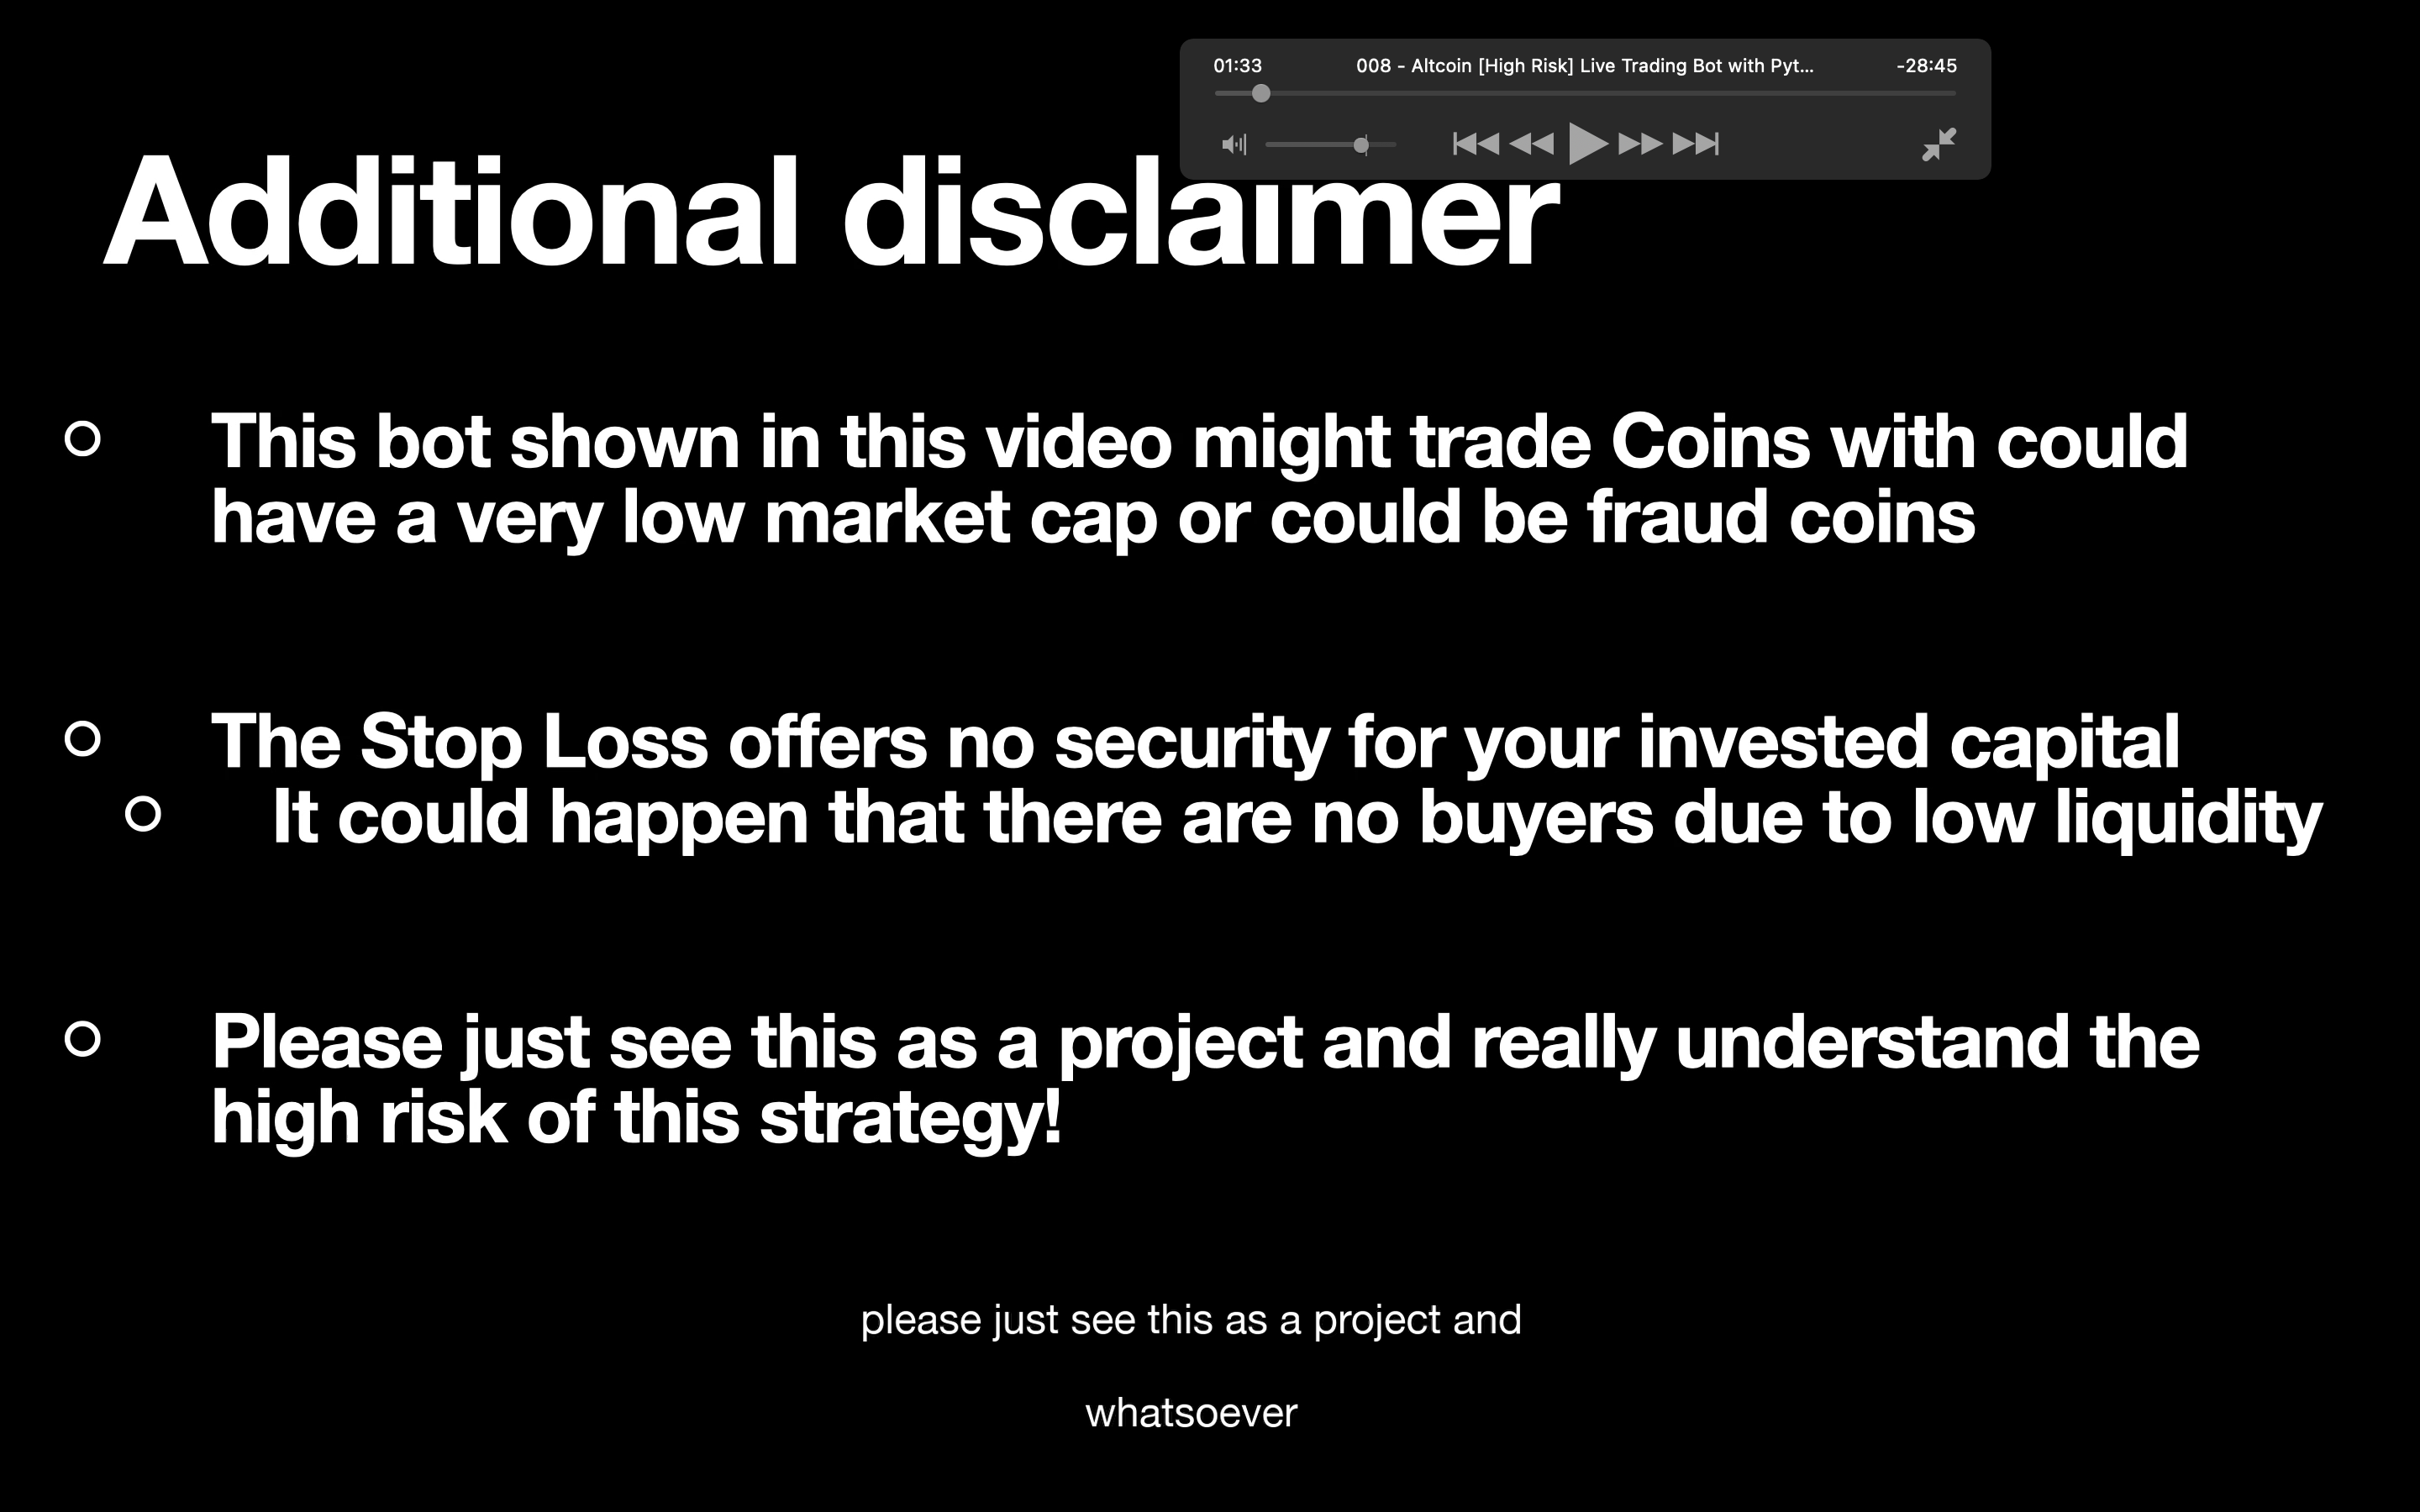 01:33 008 - Altcoin [High Risk] Live Trading Bot with Pyt... -28:45
Additional disclaimer
This bot shown in this video might trade Coins with could
have a very low market cap or could be fraud coins
The Stop Loss offers no security for your invested capital
It could happen that there are no buyers due to low liquidity
Please just see this as a project and really understand the
high risk of this strategy!
please just see this as a project and
whatsoever